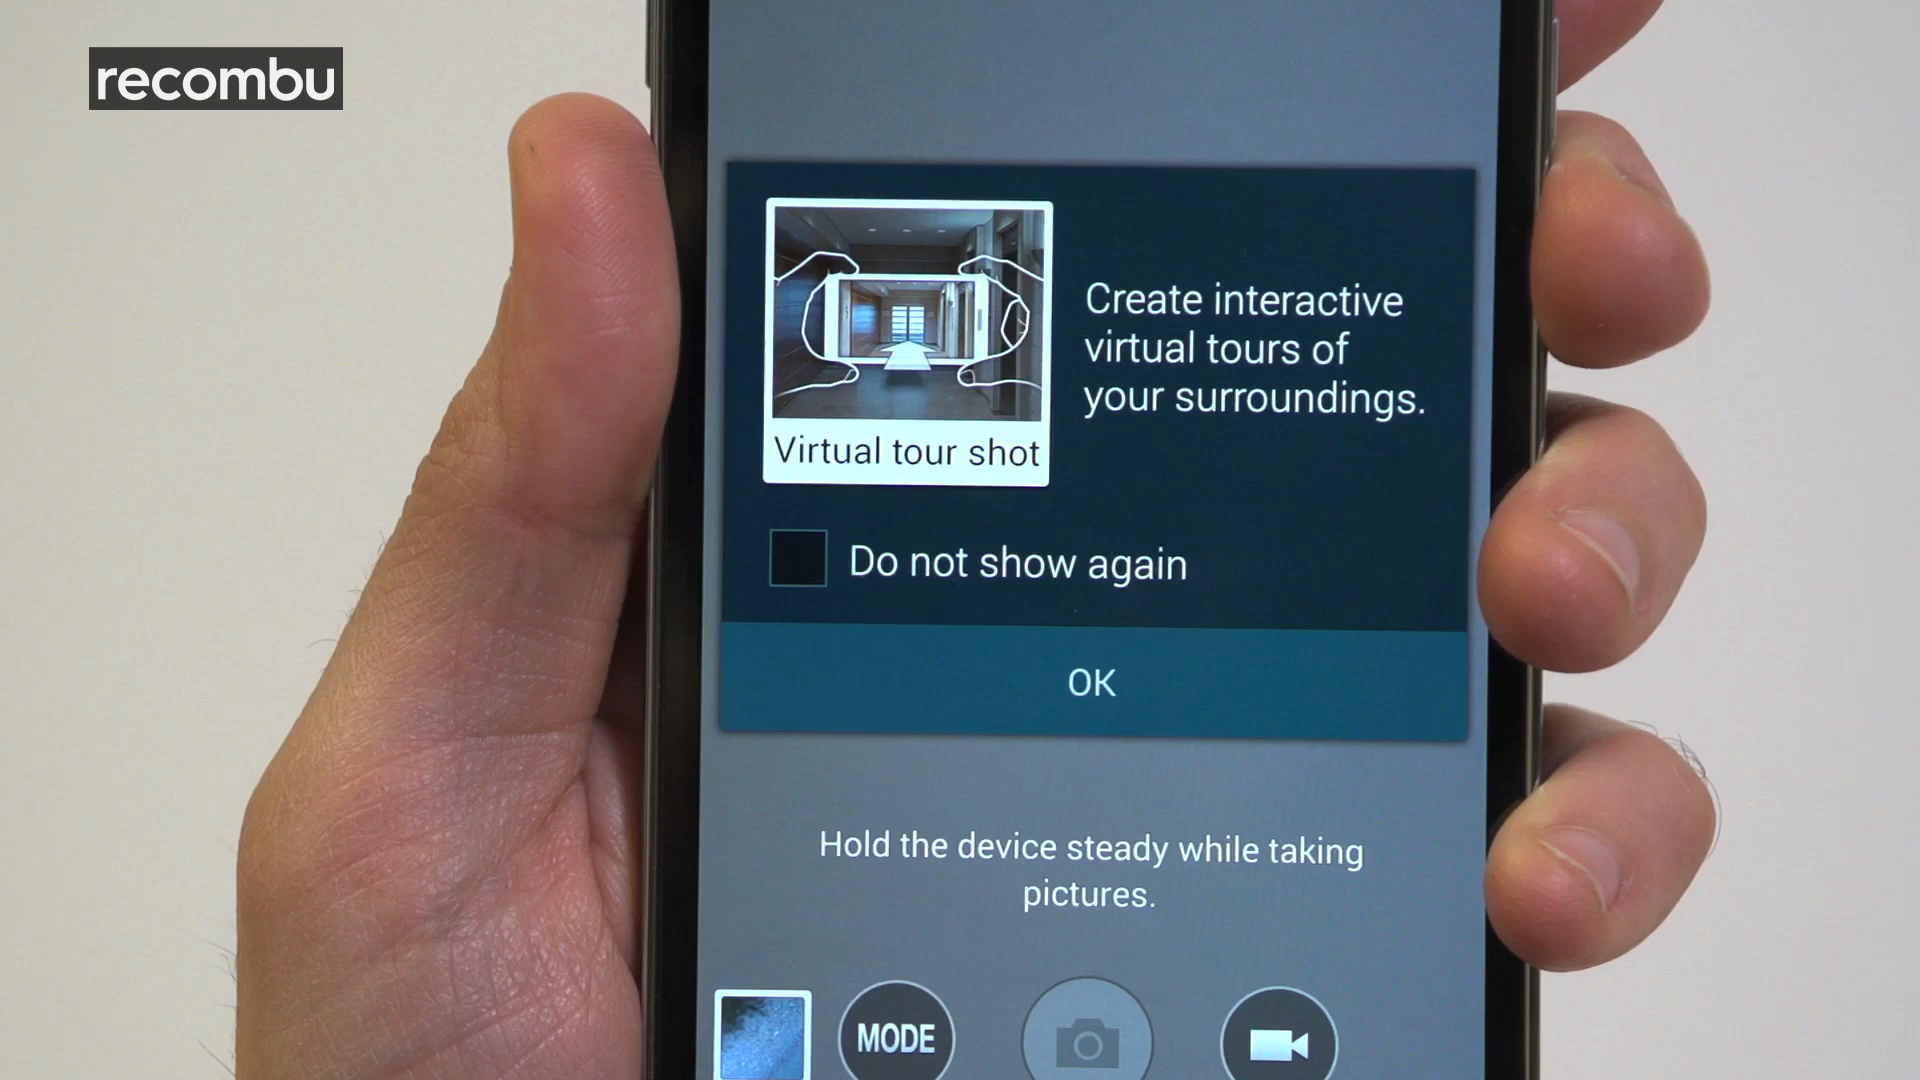 recombu
Create interactive
virtual tours of
your surroundings.
Virtual tour shot
Do not show again
OK
Hold the device steady while taking
pictures.
MODE